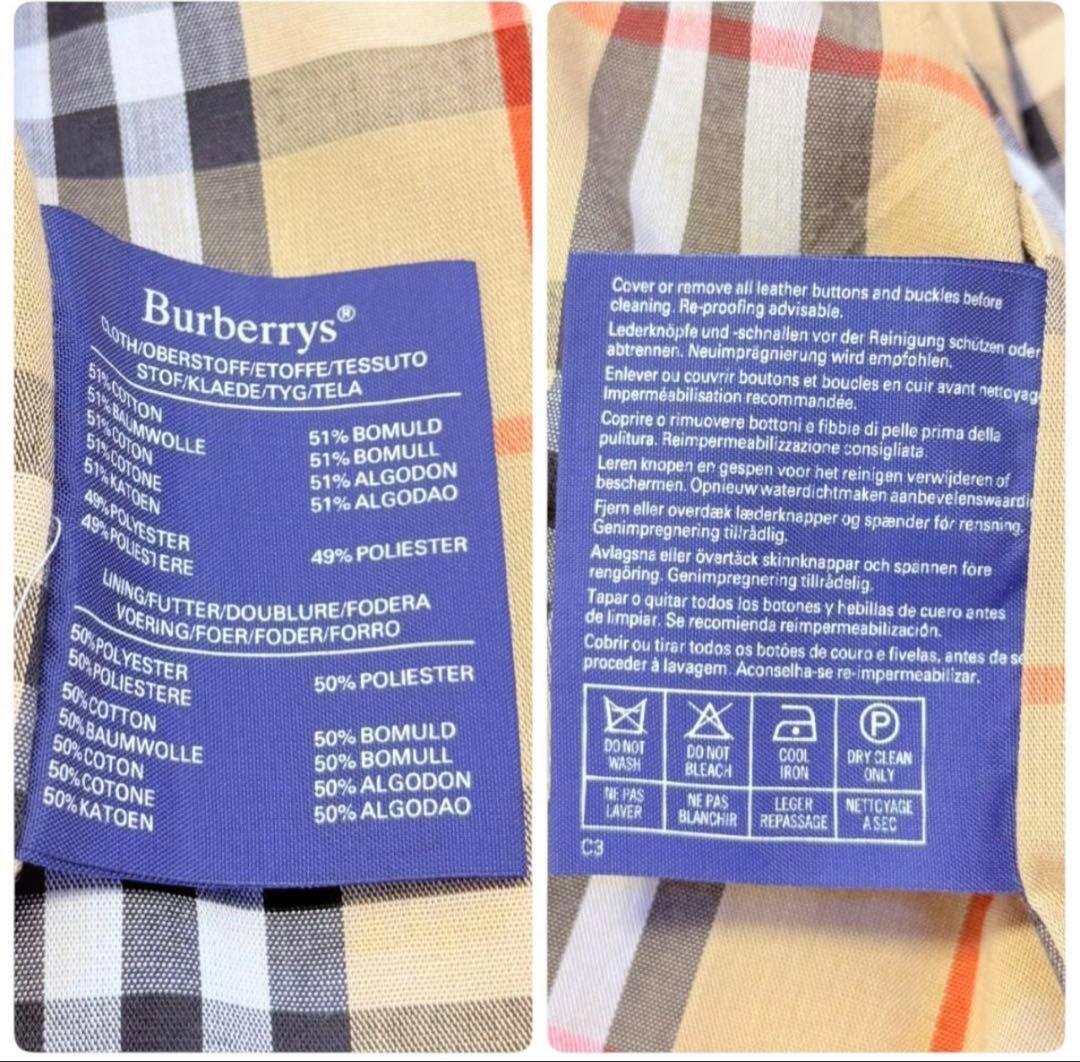 Burberrys®
CLOTH/OBERSTOFF/ETOFFE/TESSUTO
STOF/KLAEDE/TYG/TELA
51% COTTON
51% BAUMWOLLE
51% COTON
51% COTONE
51% KATOEN
51% BOMULD
51% BOMULL
51% ALGODON
51% ALGODAO
49% POLYESTER
49% POLIESTERE
49% POLIESTER
LINING/FUTTER/DOUBLURE/FODERA
VOERING/FOER/FODER/FORRO
50% POLYESTER
50% POLIESTERE
50% POLIESTER
50% COTTON
50% BAUMWOLLE
50% COTON
50% COTONE
50% KATOEN
50% BOMULD
50% BOMULL
50% ALGODON
50% ALGODAO
Cover or remove all leather buttons and buckles before
cleaning. Re-proofing advisable.
Lederknöpfe und -schnallen vor der Reinigung schützen oder
abtrennen. Neuimprägnierung wird empfohlen.
Enlever ou couvrir boutons et boucles en cuir avant nettoyag
Imperméabilisation recommandée.
Coprire o rimuovere bottoni e fibbie di pelle prima della
pulitura. Reimpermeabilizzazione consigliata.
Leren knopen en gespen voor het reinigen verwijderen of
beschermen. Opnieuw waterdichtmaken aanbevelenswaardi
Fjern eller overdæk læderknapper og spænder før rensning.
Genimpregnering tillrådlig.
Avlagsna eller övertäck skinnknappar och spännen före
rengöring. Genimpregnering tillrådelig.
Tapar o quitar todos los botones y hebillas de cuero antes
de limpiar. Se recomienda reimpermeabilización.
Cobrir ou tirar todos os botões de couro e fivelas, antes de se
proceder à lavagem. Aconselha-se re-impermeabilizar.
DO NOT WASH
DO NOT BLEACH
COOL IRON
P
DRY CLEAN ONLY
NE PAS LAVER
NE PAS BLANCHIR
LEGER REPASSAGE
NETTOYAGE A SEC
C3